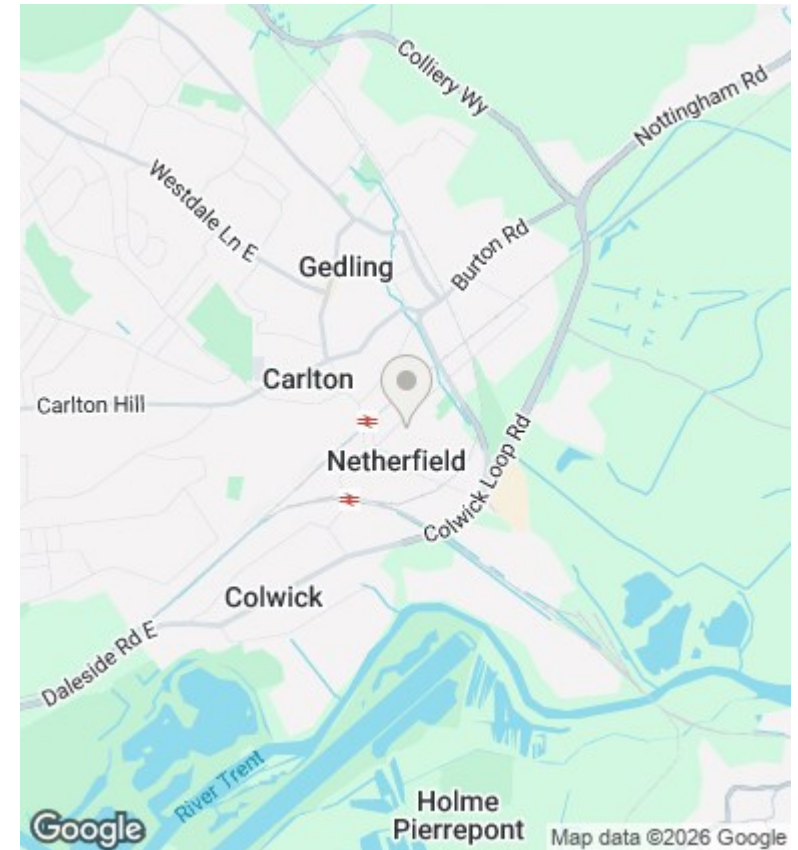 Colliery Wy
Nottingham Rd
Westdale Ln E
Burton Rd
Gedling
Carlton
Carlton Hill
Netherfield
Colwick Loop Rd
Colwick
Daleside Rd E
River Trent
Holme
Pierrepont
Google
Map data ©2026 Google